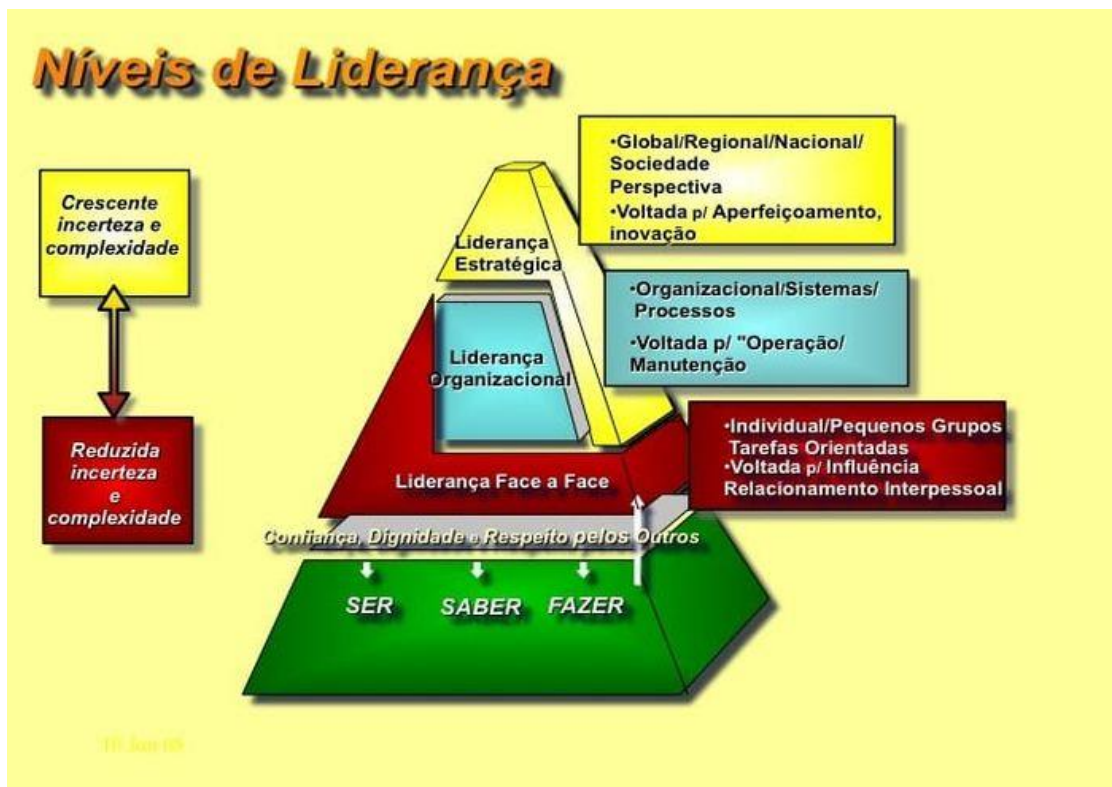 Níveis de Liderança
Crescente
incerteza e
complexidade
Reduzida
incerteza
e
complexidade
Liderança
Estratégica
Liderança
Organizacional
Liderança Face a Face
Confiança, Dignidade e Respeito pelos Outros
SER SABER FAZER
•Global/Regional/Nacional/
Sociedade
Perspectiva
•Voltada p/ Aperfeiçoamento,
inovação
•Organizacional/Sistemas/
Processos
•Voltada p/ "Operação/
Manutenção
•Individual/Pequenos Grupos
Tarefas Orientadas
•Voltada p/ Influência
Relacionamento Interpessoal